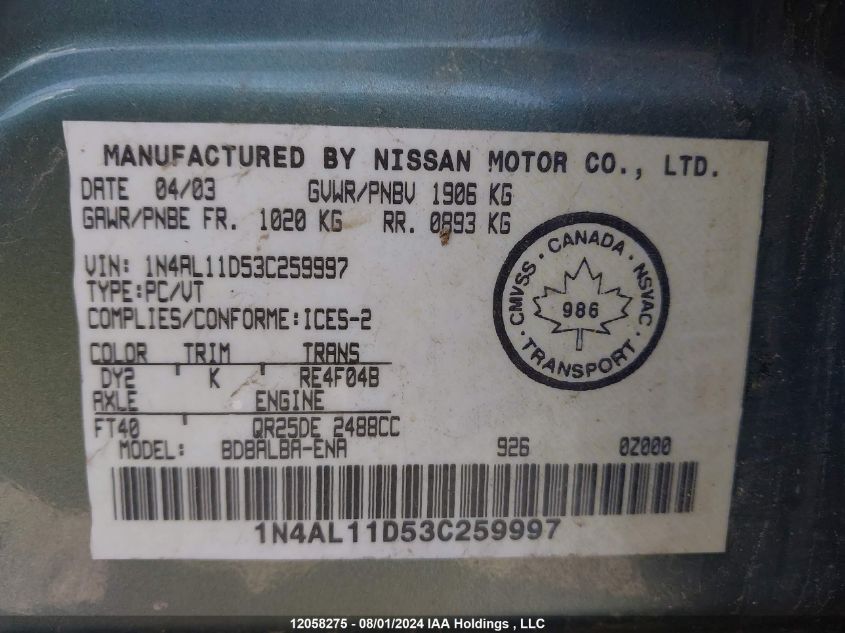 MANUFACTURED BY NISSAN MOTOR CO., LTD.
DATE 04/03 GVWR/PNBV 1906 KG
GAWR/PNBE FR. 1020 KG RR. 0893 KG
VIN: 1N4AL11D53C259997
TYPE:PC/VT
COMPLIES/CONFORME:ICES-2
CANADA
CMVSS NSVAC
986
TRANSPORT
COLOR TRIM TRANS
DY2 K RE4F04B
AXLE ENGINE
FT40 QR25DE 2488CC
MODEL: BDBALBA-ENA 926 0Z000
1N4AL11D53C259997
12058275 - 08/01/2024 IAA Holdings , LLC